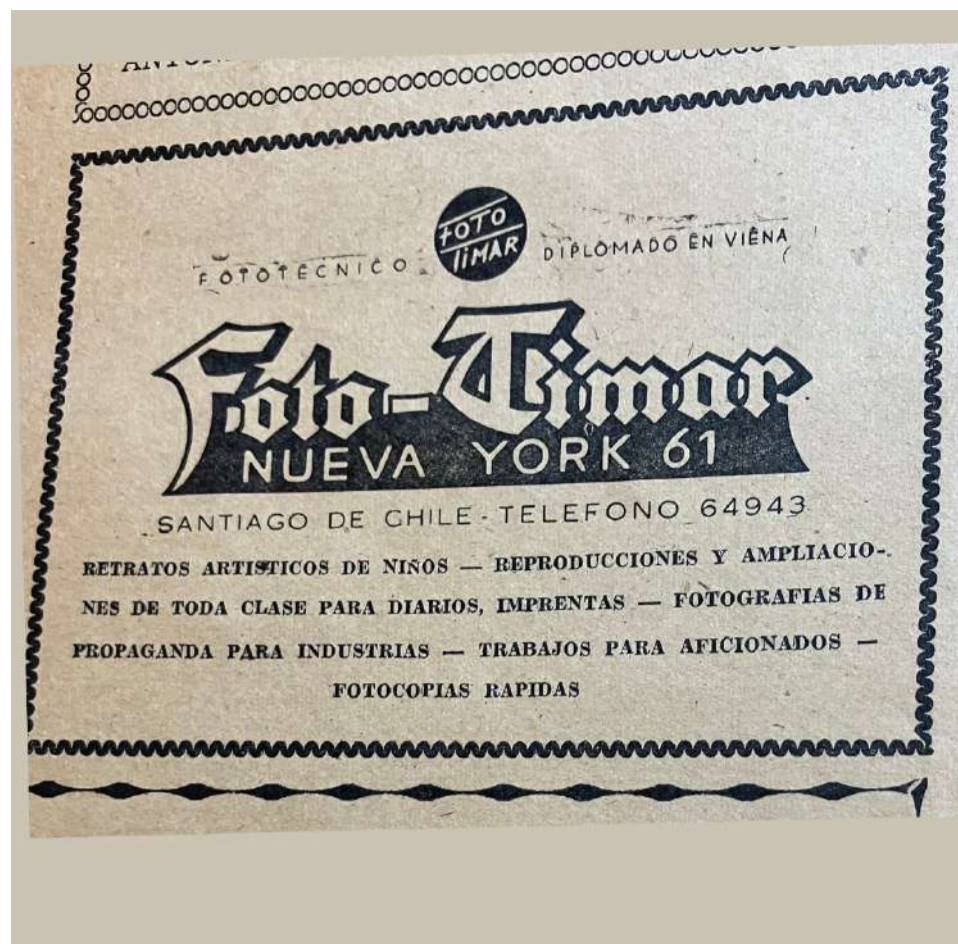 FOTO
TIMAR
FOTOTECNICO DIPLOMADO EN VIENA
Foto-Timar
NUEVA YORK 61
SANTIAGO DE CHILE - TELEFONO 64943
RETRATOS ARTISTICOS DE NIÑOS — REPRODUCCIONES Y AMPLIACIO-
NES DE TODA CLASE PARA DIARIOS, IMPRENTAS — FOTOGRAFIAS DE
PROPAGANDA PARA INDUSTRIAS — TRABAJOS PARA AFICIONADOS —
FOTOCOPIAS RAPIDAS